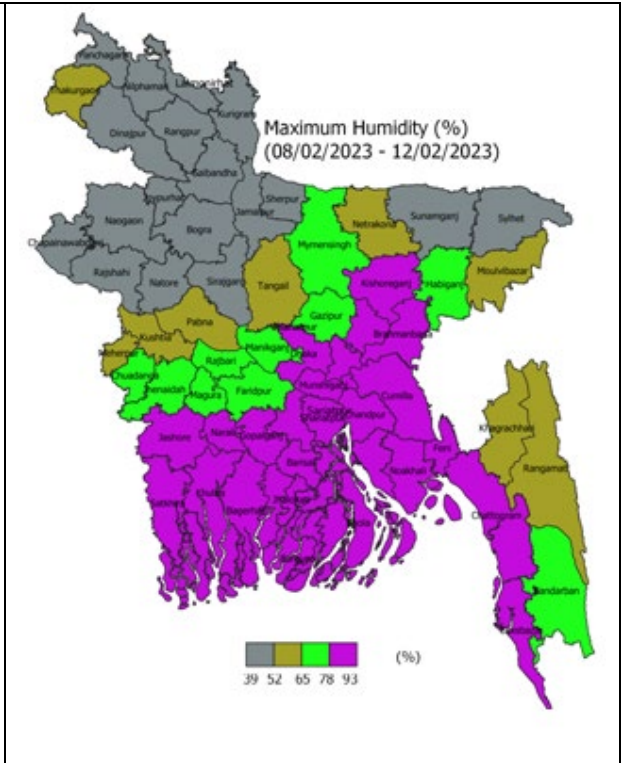 Panchagarh
Thakurgaon
Nilphamari
Lalmonirhat
Kurigram
Dinajpur
Rangpur
Maximum Humidity (%)
(08/02/2023 - 12/02/2023)
Gaibandha
Joypurhat
Sherpur
Jamalpur
Naogaon
Bogra
Mymensingh
Netrakona
Sunamganj
Sylhet
Chapainawabganj
Rajshahi
Natore
Sirajganj
Tangail
Kishoreganj
Habiganj
Moulvibazar
Pabna
Gazipur
Kushtia
Meherpur
Manikganj
Dhaka
Brahmanbaria
Chuadanga
Rajbari
Jhenaidah
Magura
Faridpur
Munshiganj
Cumilla
Khagrachhari
Chandpur
Jashore
Narail
Gopalganj
Feni
Rangamati
Barisal
Noakhali
Satkhira
Khulna
Bagerhat
Bhola
Chattogram
Bandarban
(%)
39 52 65 78 93